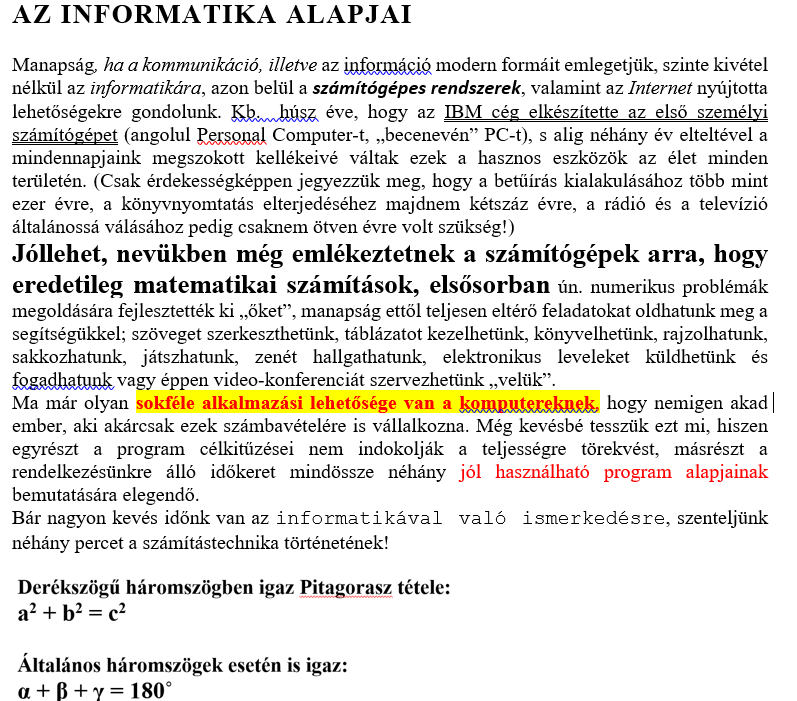 AZ INFORMATIKA ALAPJAI
Manapság, ha a kommunikáció, illetve az információ modern formáit emlegetjük, szinte kivétel
nélkül az informatikára, azon belül a számítógépes rendszerek, valamint az Internet nyújtotta
lehetőségekre gondolunk. Kb. húsz éve, hogy az IBM cég elkészítette az első személyi
számítógépet (angolul Personal Computer-t, „becenevén” PC-t), s alig néhány év elteltével a
mindennapjaink megszokott kellékeivé váltak ezek a hasznos eszközök az élet minden
területén. (Csak érdekességképpen jegyezzük meg, hogy a betűírás kialakulásához több mint
ezer évre, a könyvnyomtatás elterjedéséhez majdnem kétszáz évre, a rádió és a televízió
általánossá válásához pedig csaknem ötven évre volt szükség!)
Jóllehet, nevükben még emlékeztetnek a számítógépek arra, hogy
eredetileg matematikai számítások, elsősorban ún. numerikus problémák
megoldására fejlesztették ki „őket”, manapság ettől teljesen eltérő feladatokat oldhatunk meg a
segítségükkel; szöveget szerkeszthetünk, táblázatot kezelhetünk, könyvelhetünk, rajzolhatunk,
sakkozhatunk, játszhatunk, zenét hallgathatunk, elektronikus leveleket küldhetünk és
fogadhatunk vagy éppen video-konferenciát szervezhetünk „velük”.
Ma már olyan sokféle alkalmazási lehetősége van a komputereknek, hogy nemigen akad
ember, aki akárcsak ezek számbavételére is vállalkozna. Még kevésbé tesszük ezt mi, hiszen
egyrészt a program célkitűzései nem indokolják a teljességre törekvést, másrészt a
rendelkezésünkre álló időkeret mindössze néhány jól használható program alapjainak
bemutatására elegendő.
Bár nagyon kevés időnk van az informatikával való ismerkedésre, szenteljünk
néhány percet a számítástechnika történetének!
Derékszögű háromszögben igaz Pitagorasz tétele:
a² + b² = c²
Általános háromszögek esetén is igaz:
α + β + γ = 180°